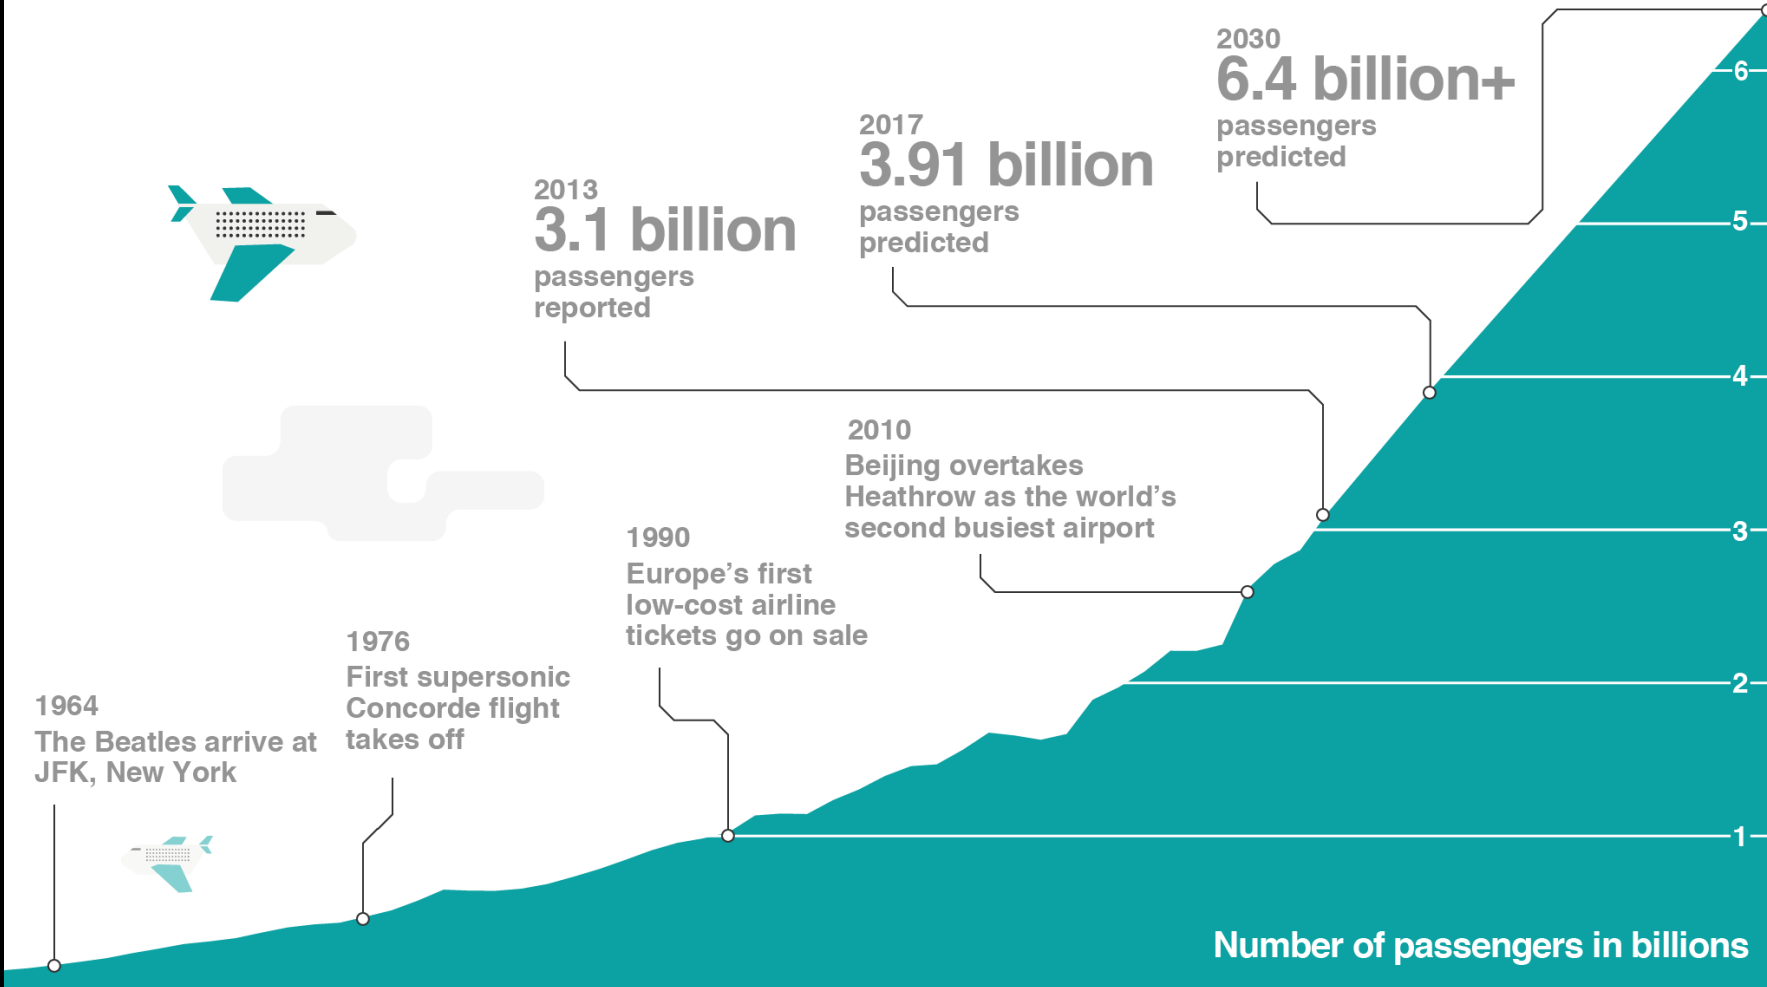 1964
The Beatles arrive at
JFK, New York
1976
First supersonic
Concorde flight
takes off
1990
Europe’s first
low-cost airline
tickets go on sale
2010
Beijing overtakes
Heathrow as the world’s
second busiest airport
2013
3.1 billion
passengers
reported
2017
3.91 billion
passengers
predicted
2030
6.4 billion+
passengers
predicted
6
5
4
3
2
1
Number of passengers in billions